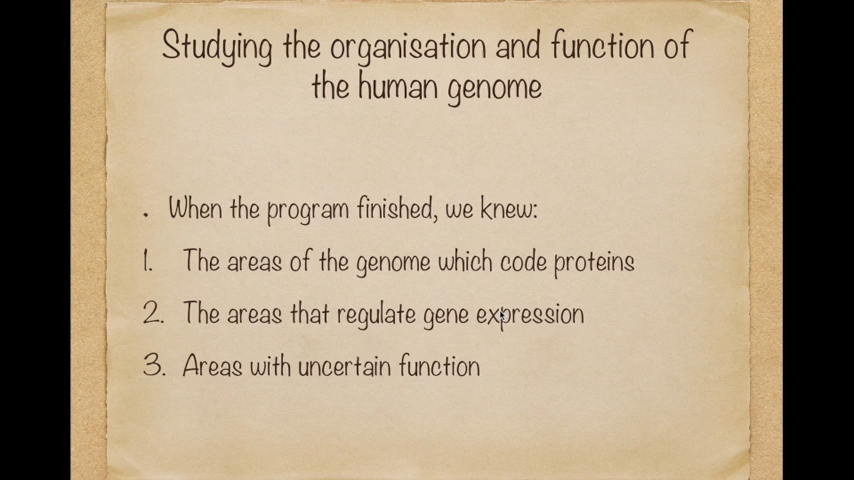 Studying the organisation and function of
the human genome
. When the program finished, we knew:
1. The areas of the genome which code proteins
2. The areas that regulate gene expression
3. Areas with uncertain function